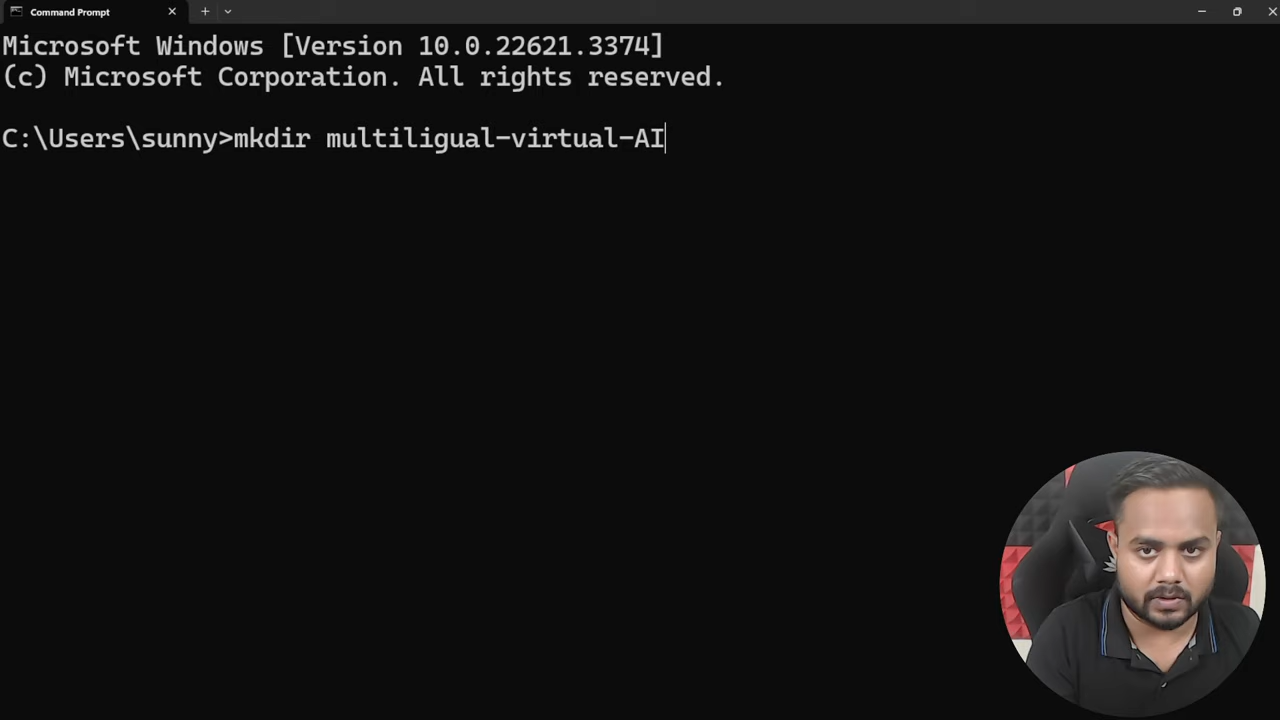 Command Prompt
Microsoft Windows [Version 10.0.22621.3374]
(c) Microsoft Corporation. All rights reserved.
C:\Users\sunny>mkdir multiligual-virtual-AI